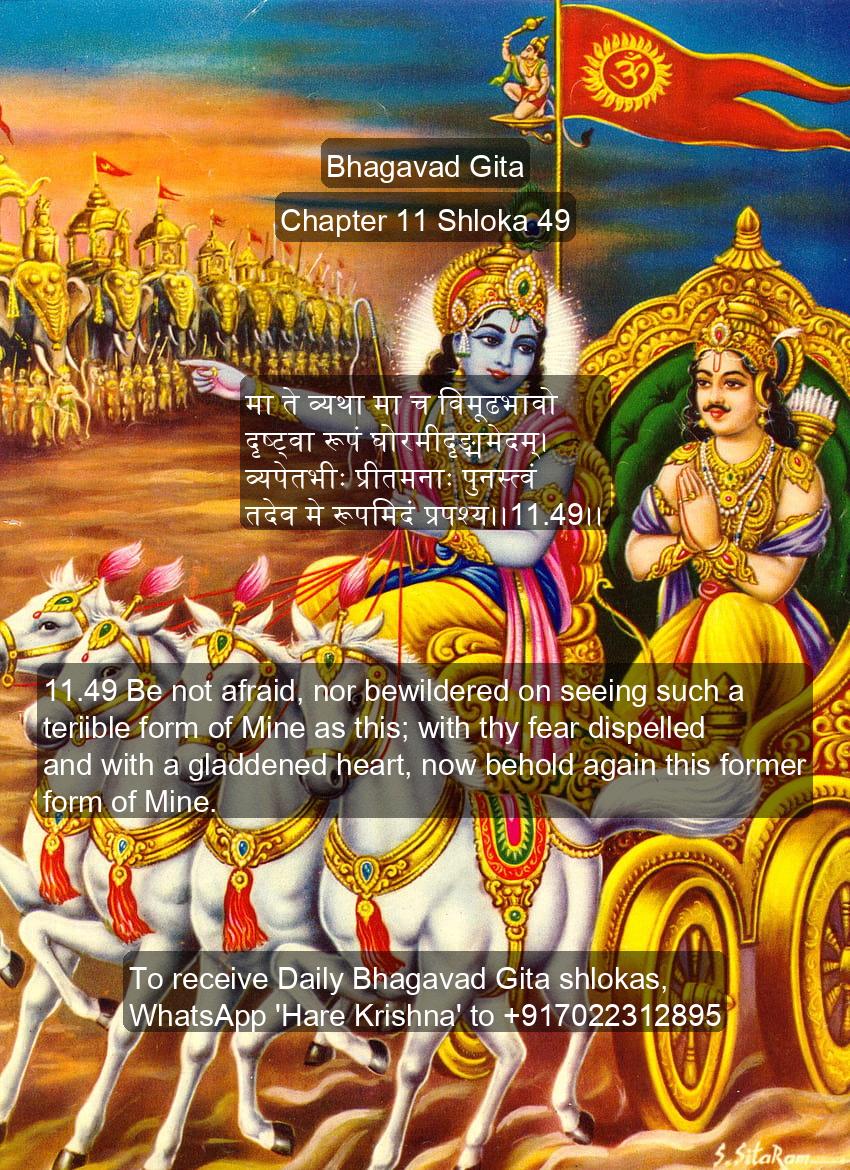 ॐ
Bhagavad Gita
Chapter 11 Shloka 49
मा ते व्यथा मा च विमूढभावो
दृष्ट्वा रूपं घोरमीदृङ्ममेदम्।
व्यपेतभीः प्रीतमनाः पुनस्त्वं
तदेव मे रूपमिदं प्रपश्य।।11.49।।
11.49 Be not afraid, nor bewildered on seeing such a
teriible form of Mine as this; with thy fear dispelled
and with a gladdened heart, now behold again this former
form of Mine.
To receive Daily Bhagavad Gita shlokas,
WhatsApp 'Hare Krishna' to +917022312895
S. SitaRam